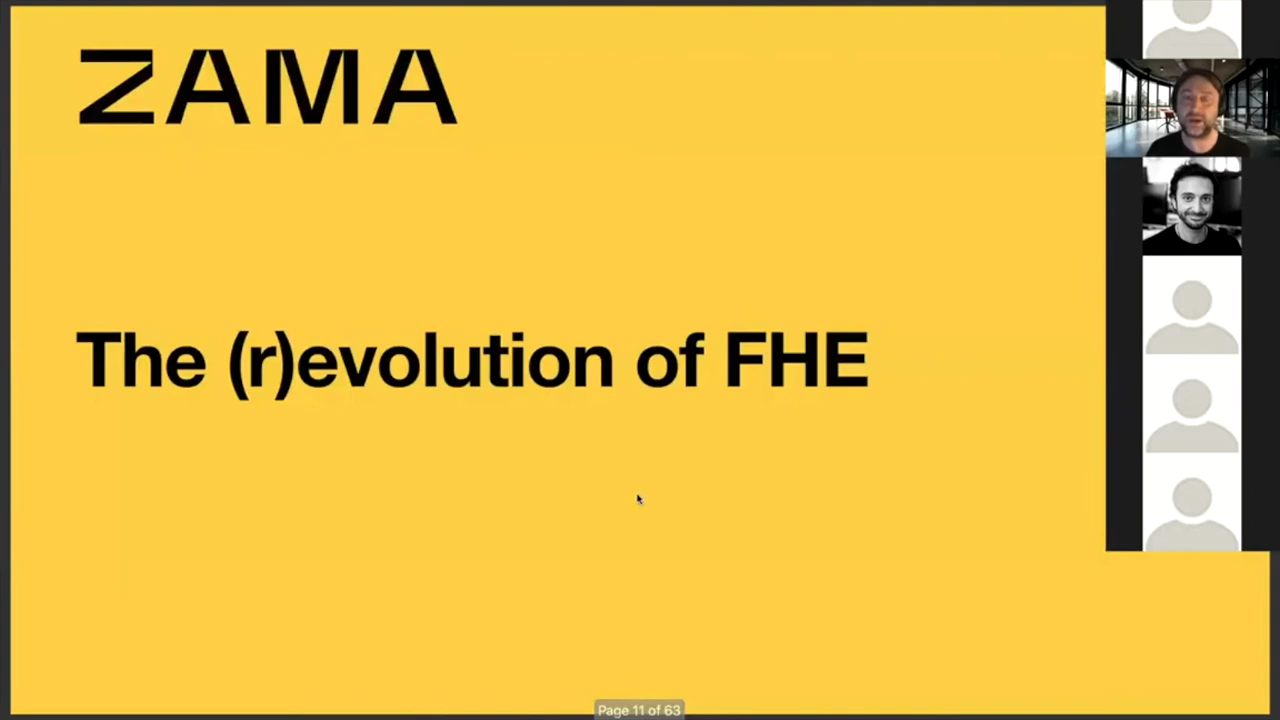 ZAMA
The (r)evolution of FHE
Page 11 of 63